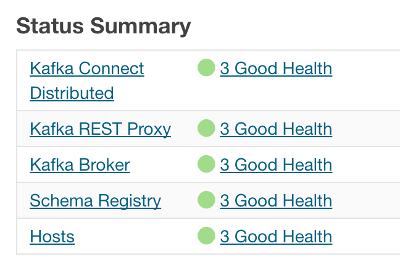 Status Summary
Kafka Connect 3 Good Health
Distributed
Kafka REST Proxy 3 Good Health
Kafka Broker 3 Good Health
Schema Registry 3 Good Health
Hosts 3 Good Health